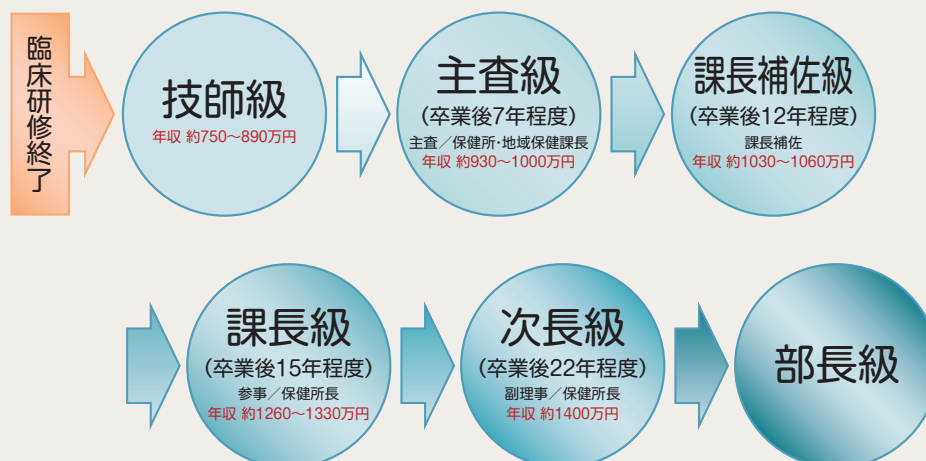 臨床研修終了
技師級
年収 約750〜890万円
主査級
(卒業後7年程度)
主査／保健所・地域保健課長
年収 約930〜1000万円
課長補佐級
(卒業後12年程度)
課長補佐
年収 約1030〜1060万円
課長級
(卒業後15年程度)
参事／保健所長
年収 約1260〜1330万円
次長級
(卒業後22年程度)
副理事／保健所長
年収 約1400万円
部長級